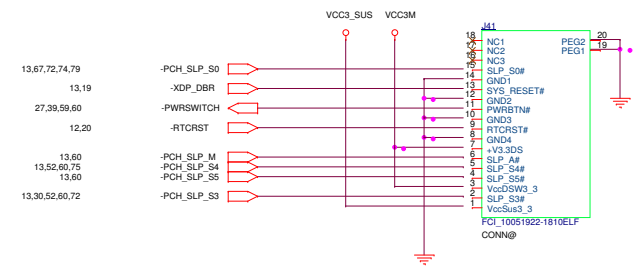 VCC3_SUS VCC3M
J41
18 NC1 PEG2 20
17 NC2 PEG1 19
16 NC3
13,67,72,74,79 -PCH_SLP_S0 15 SLP_S0#
14 GND1
13,19 -XDP_DBR 13 SYS_RESET#
12 GND2
27,39,59,60 -PWRSWITCH 11 PWRBTN#
10 GND3
12,20 -RTCRST 9 RTCRST#
8 GND4
7 +V3.3DS
13,60 -PCH_SLP_M 6 SLP_A#
13,52,60,75 -PCH_SLP_S4 5 SLP_S4#
13,60 -PCH_SLP_S5 4 SLP_S5#
3 VccDSW3_3
13,30,52,60,72 -PCH_SLP_S3 2 SLP_S3#
1 VccSus3_3
FCI_10051922-1810ELF
CONN@